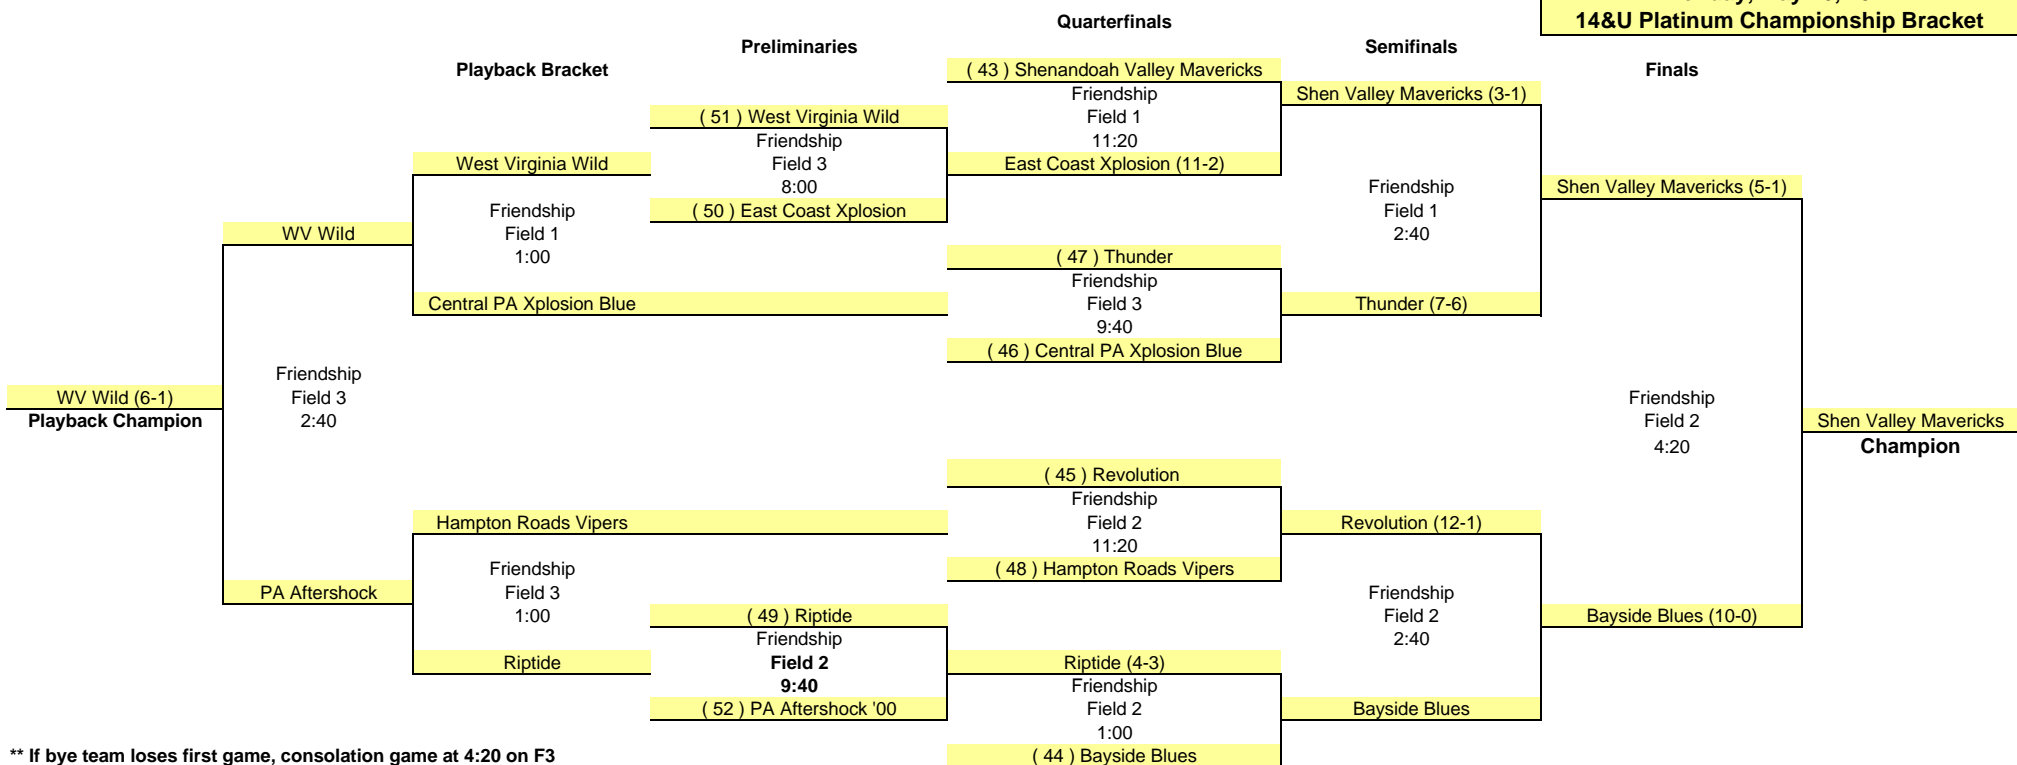 14&U Platinum Championship Bracket
Quarterfinals
Preliminaries
Semifinals
Playback Bracket
Finals
( 43 ) Shenandoah Valley Mavericks
Friendship
Field 1
11:20
East Coast Xplosion (11-2)
Shen Valley Mavericks (3-1)
( 51 ) West Virginia Wild
Friendship
Field 3
8:00
( 50 ) East Coast Xplosion
West Virginia Wild
Friendship
Field 1
1:00
Central PA Xplosion Blue
WV Wild
Friendship
Field 1
2:40
Shen Valley Mavericks (5-1)
( 47 ) Thunder
Friendship
Field 3
9:40
( 46 ) Central PA Xplosion Blue
Thunder (7-6)
Friendship
Field 3
2:40
WV Wild (6-1)
Playback Champion
Friendship
Field 2
4:20
Shen Valley Mavericks
Champion
( 45 ) Revolution
Friendship
Field 2
11:20
( 48 ) Hampton Roads Vipers
Hampton Roads Vipers
Revolution (12-1)
Friendship
Field 3
1:00
PA Aftershock
Riptide
( 49 ) Riptide
Friendship
Field 2
9:40
( 52 ) PA Aftershock '00
Friendship
Field 2
2:40
Bayside Blues (10-0)
Riptide (4-3)
Friendship
Field 2
1:00
( 44 ) Bayside Blues
Bayside Blues
** If bye team loses first game, consolation game at 4:20 on F3